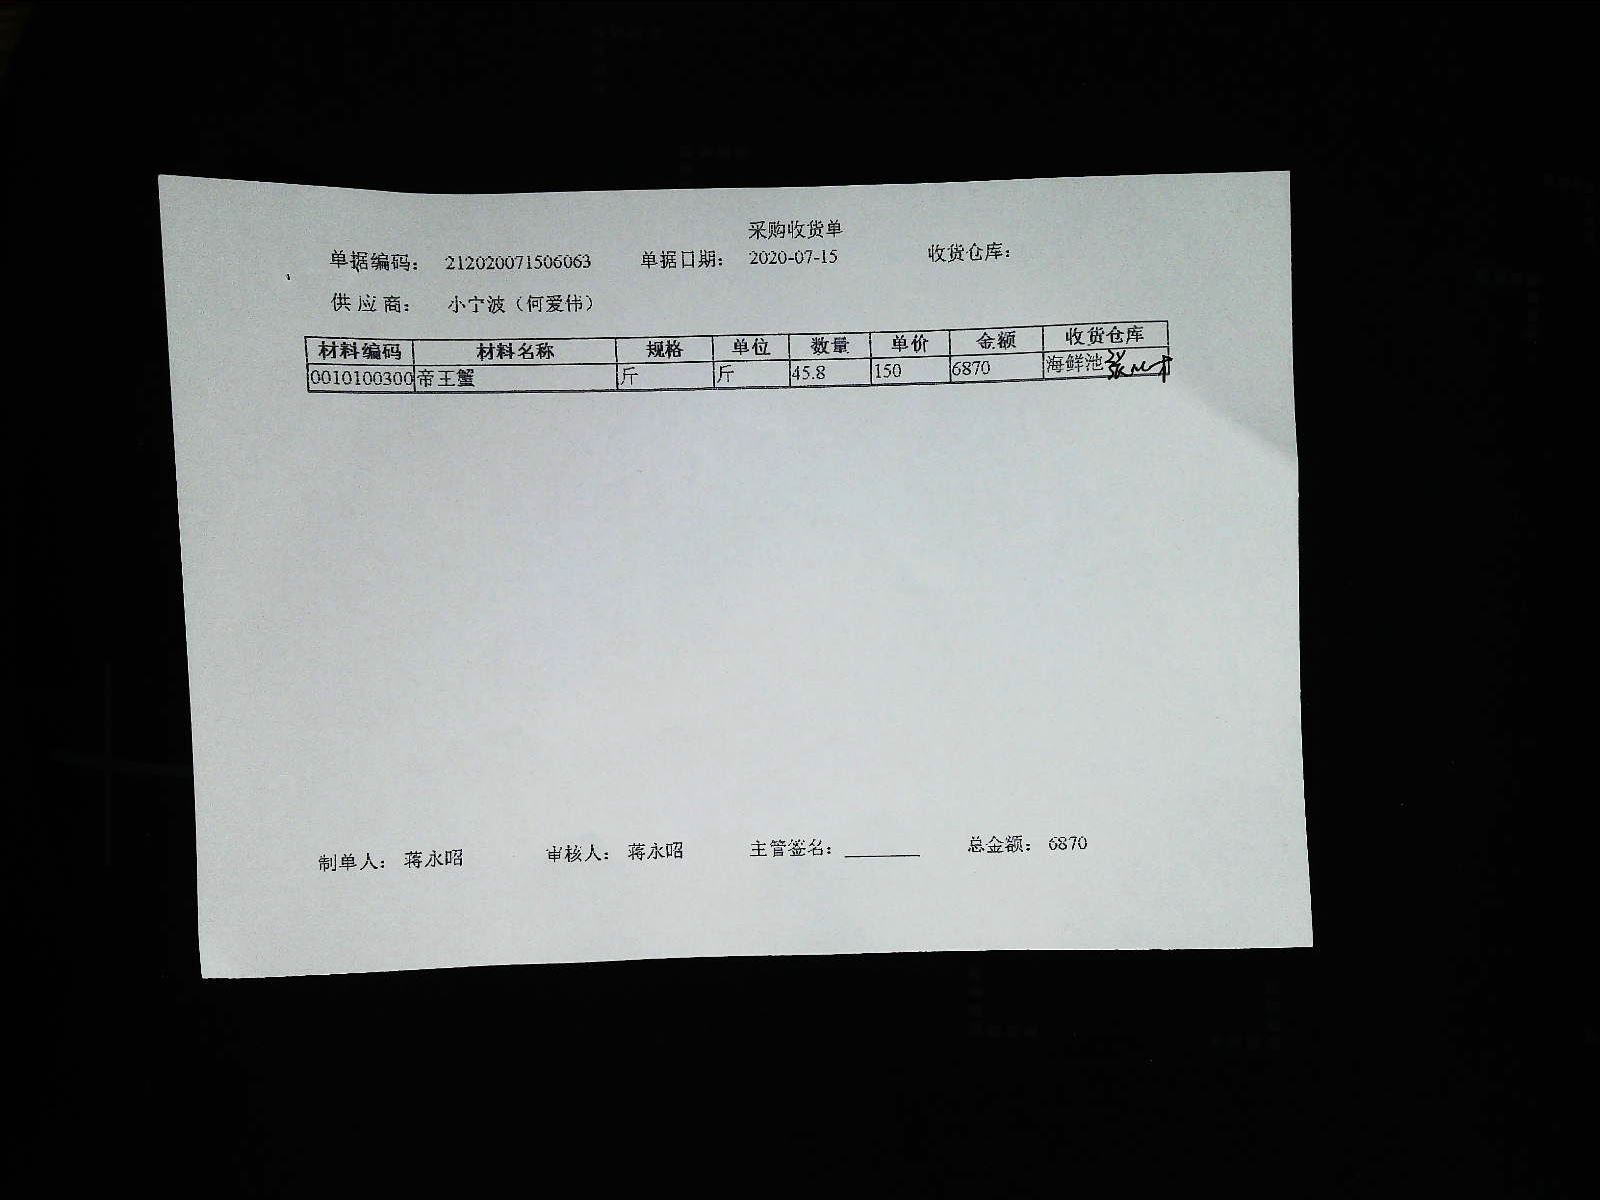 采购收货单
单据编码： 212020071506063 单据日期： 2020-07-15 收货仓库：
供 应 商： 小宁波（何爱伟）
材料编码 材料名称 规格 单位 数量 单价 金额 收货仓库
0010100300 帝王蟹 斤 斤 45.8 150 6870 海鲜池
制单人： 蒋永昭 审核人： 蒋永昭 主管签名： 总金额： 6870